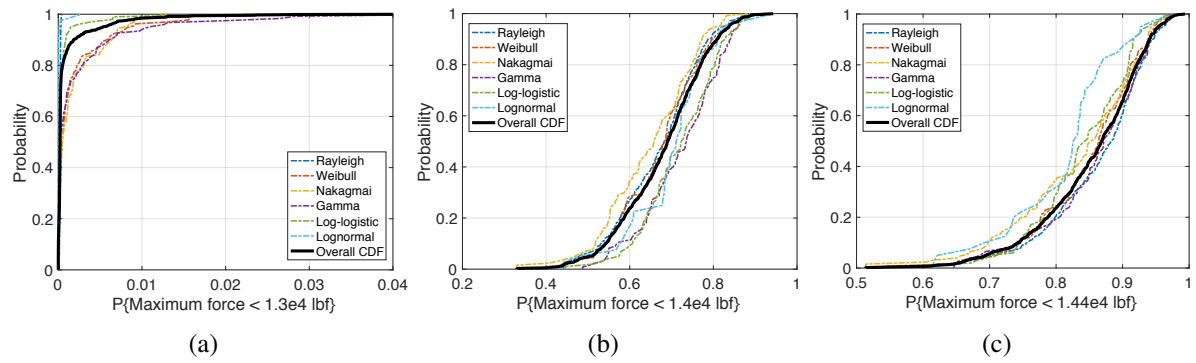 1
0.8
0.6
0.4
0.2
0
Probability
Rayleigh
Weibull
Nakagmai
Gamma
Log-logistic
Lognormal
Overall CDF
0
0.01
0.02
0.03
0.04
P{Maximum force < 1.3e4 lbf}
(a)
1
0.8
0.6
0.4
0.2
0
Probability
Rayleigh
Weibull
Nakagmai
Gamma
Log-logistic
Lognormal
Overall CDF
0.2
0.4
0.6
0.8
1
P{Maximum force < 1.4e4 lbf}
(b)
1
0.8
0.6
0.4
0.2
0
Probability
Rayleigh
Weibull
Nakagmai
Gamma
Log-logistic
Lognormal
Overall CDF
0.5
0.6
0.7
0.8
0.9
1
P{Maximum force < 1.44e4 lbf}
(c)